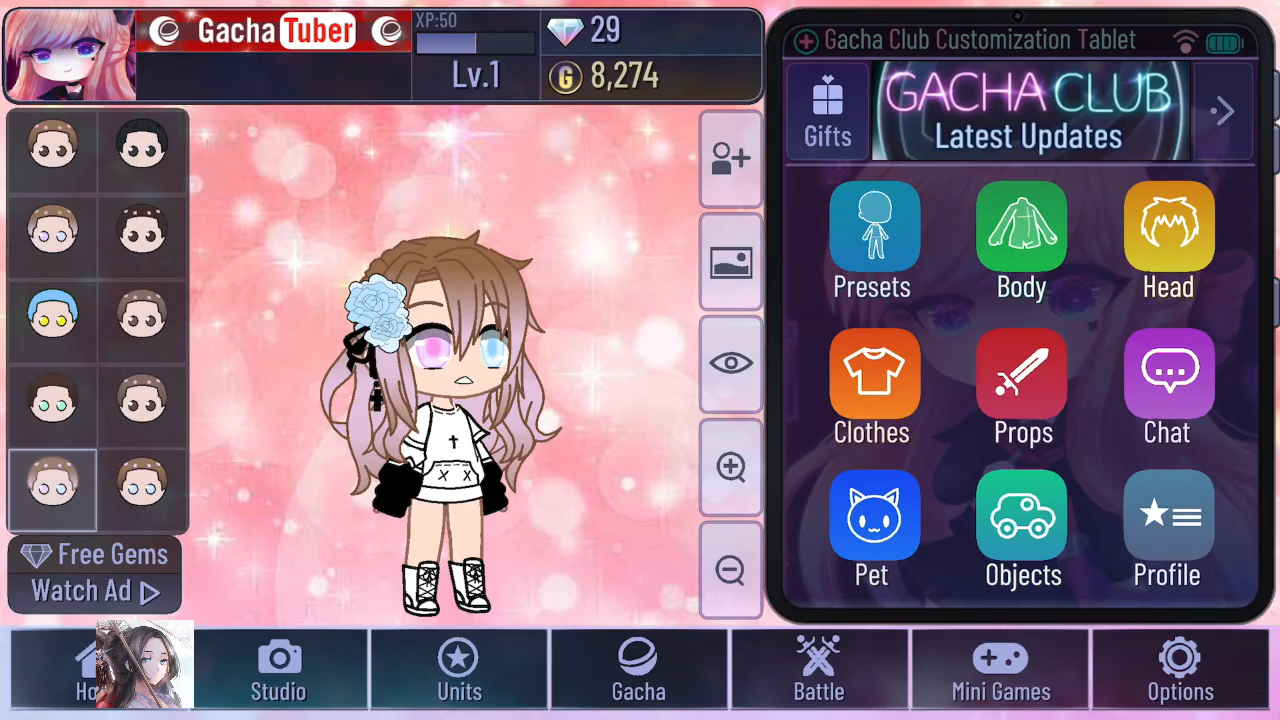 Gacha Tuber
XP:50
Lv.1
29
G 8,274
Gacha Club Customization Tablet
Gifts
GACHA CLUB
Latest Updates
Presets
Body
Head
Clothes
Props
Chat
Pet
Objects
Profile
Free Gems
Watch Ad
Ho
Studio
Units
Gacha
Battle
Mini Games
Options